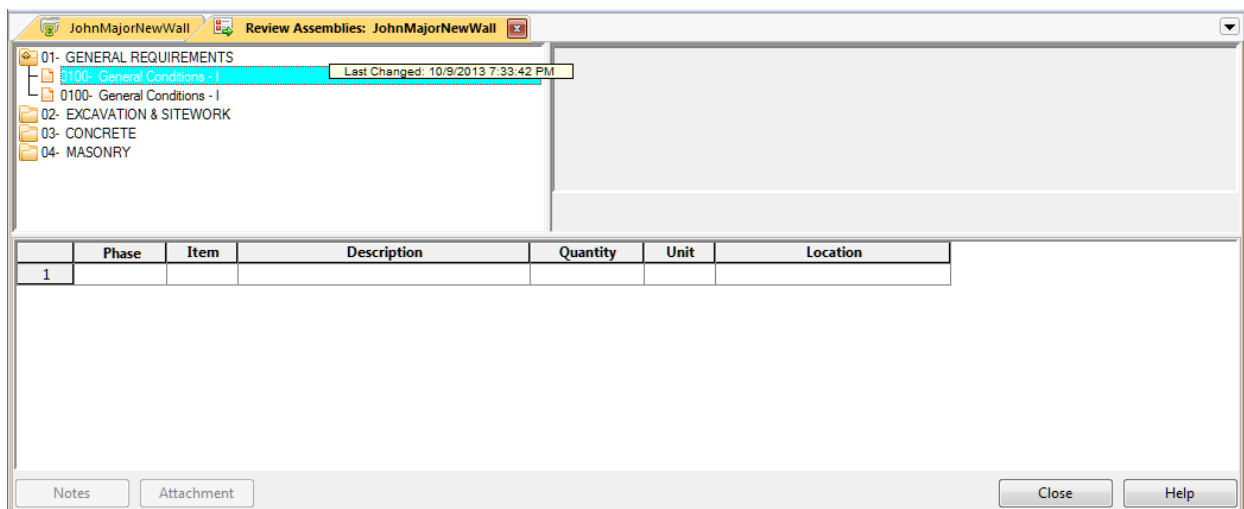 JohnMajorNewWall
Review Assemblies: JohnMajorNewWall
01- GENERAL REQUIREMENTS
Last Changed: 10/9/2013 7:33:42 PM
0100- General Conditions - I
0100- General Conditions - I
02- EXCAVATION & SITEWORK
03- CONCRETE
04- MASONRY
Phase Item Description Quantity Unit Location
1
Notes Attachment Close Help